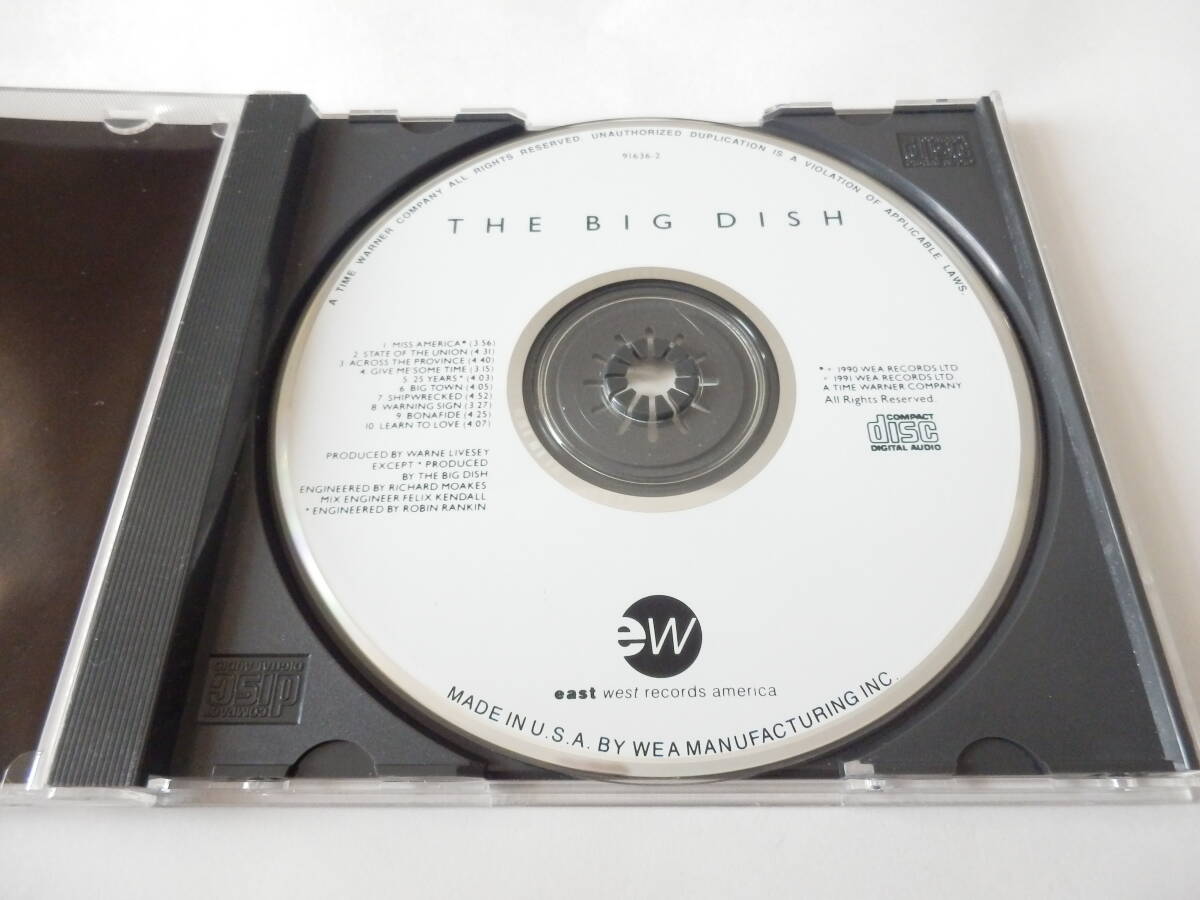 A TIME WARNER COMPANY ALL RIGHTS RESERVED. UNAUTHORIZED DUPLICATION IS A VIOLATION OF APPLICABLE LAWS.
91636-2
THE BIG DISH
1. MISS AMERICA* (3.56)
2. STATE OF THE UNION (4.31)
3. ACROSS THE PROVINCE (4.40)
4. GIVE ME SOME TIME (3.15)
5. 25 YEARS* (4.03)
6. BIG TOWN (4.05)
7. SHIPWRECKED (4.52)
8. WARNING SIGN (3.27)
9. BONAFIDE (4.25)
10. LEARN TO LOVE (4.07)
PRODUCED BY WARNE LIVESEY
EXCEPT * PRODUCED
BY THE BIG DISH
ENGINEERED BY RICHARD MOAKES
MIX ENGINEER FELIX KENDALL
* ENGINEERED BY ROBIN RANKIN
* ℗ 1990 WEA RECORDS LTD
℗ 1991 WEA RECORDS LTD
A TIME WARNER COMPANY
All Rights Reserved.
COMPACT
disc
DIGITAL AUDIO
ew
east west records america
MADE IN U.S.A. BY WEA MANUFACTURING INC.
COMPACT
disc
DIGITAL AUDIO